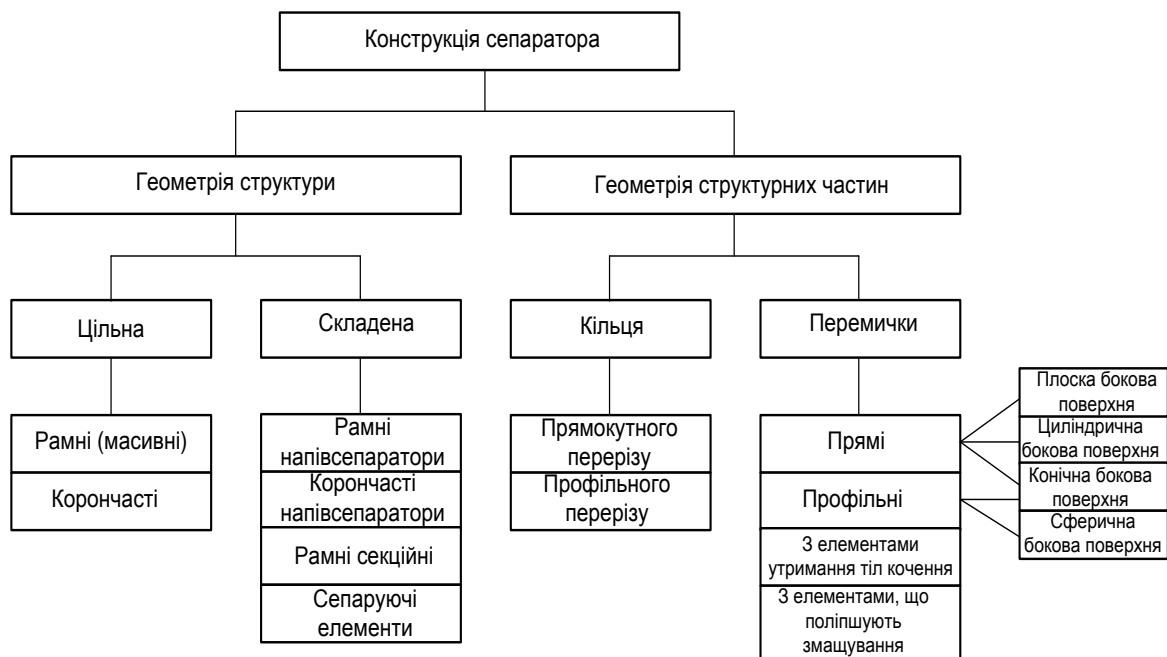 Конструкція сепаратора
Геометрія структури
Геометрія структурних частин
Цільна
Складена
Кільця
Перемички
Рамні (масивні)
Корончасті
Рамні
напівсепаратори
Корончасті
напівсепаратори
Рамні секційні
Сепаруючі
елементи
Прямокутного
перерізу
Профільного
перерізу
Прямі
Профільні
З елементами
утримання тіл кочення
З елементами, що
поліпшують
змащування
Плоска бокова
поверхня
Циліндрична
бокова поверхня
Конічна бокова
поверхня
Сферична
бокова поверхня